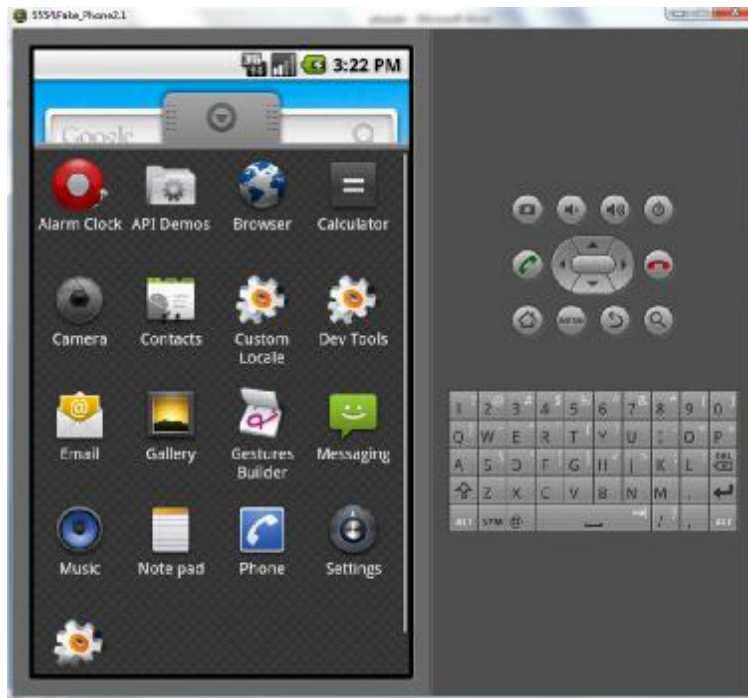 5554:Fake_Phone2.1
3:22 PM
Google
Alarm Clock API Demos Browser Calculator
Camera Contacts Custom Locale Dev Tools
Email Gallery Gestures Builder Messaging
Music Note pad Phone Settings
MENU
1 2 3 4 5 6 7 8 9 0
Q W E R T Y U I O P
A S D F G H J K L DEL
Z X C V B N M .
ALT SYM @ / , ALT